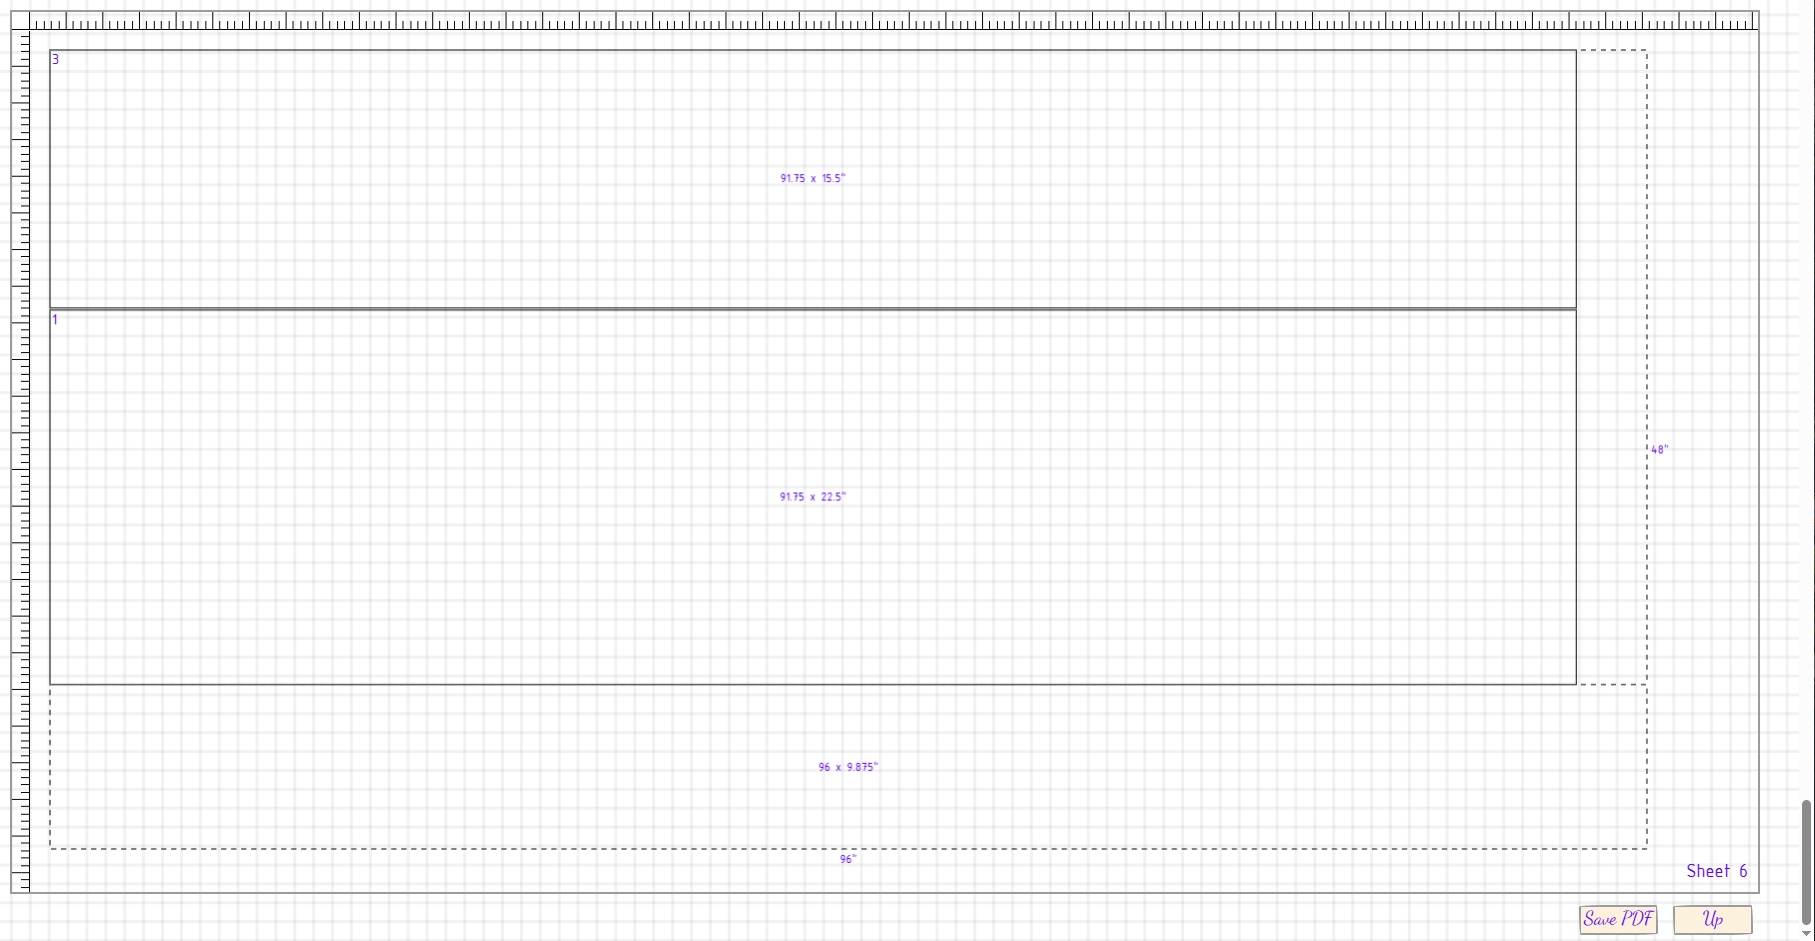 3
91.75 x 15.5"
1
48"
91.75 x 22.5"
96 x 9.875"
96"
Sheet 6
Save PDF
Up